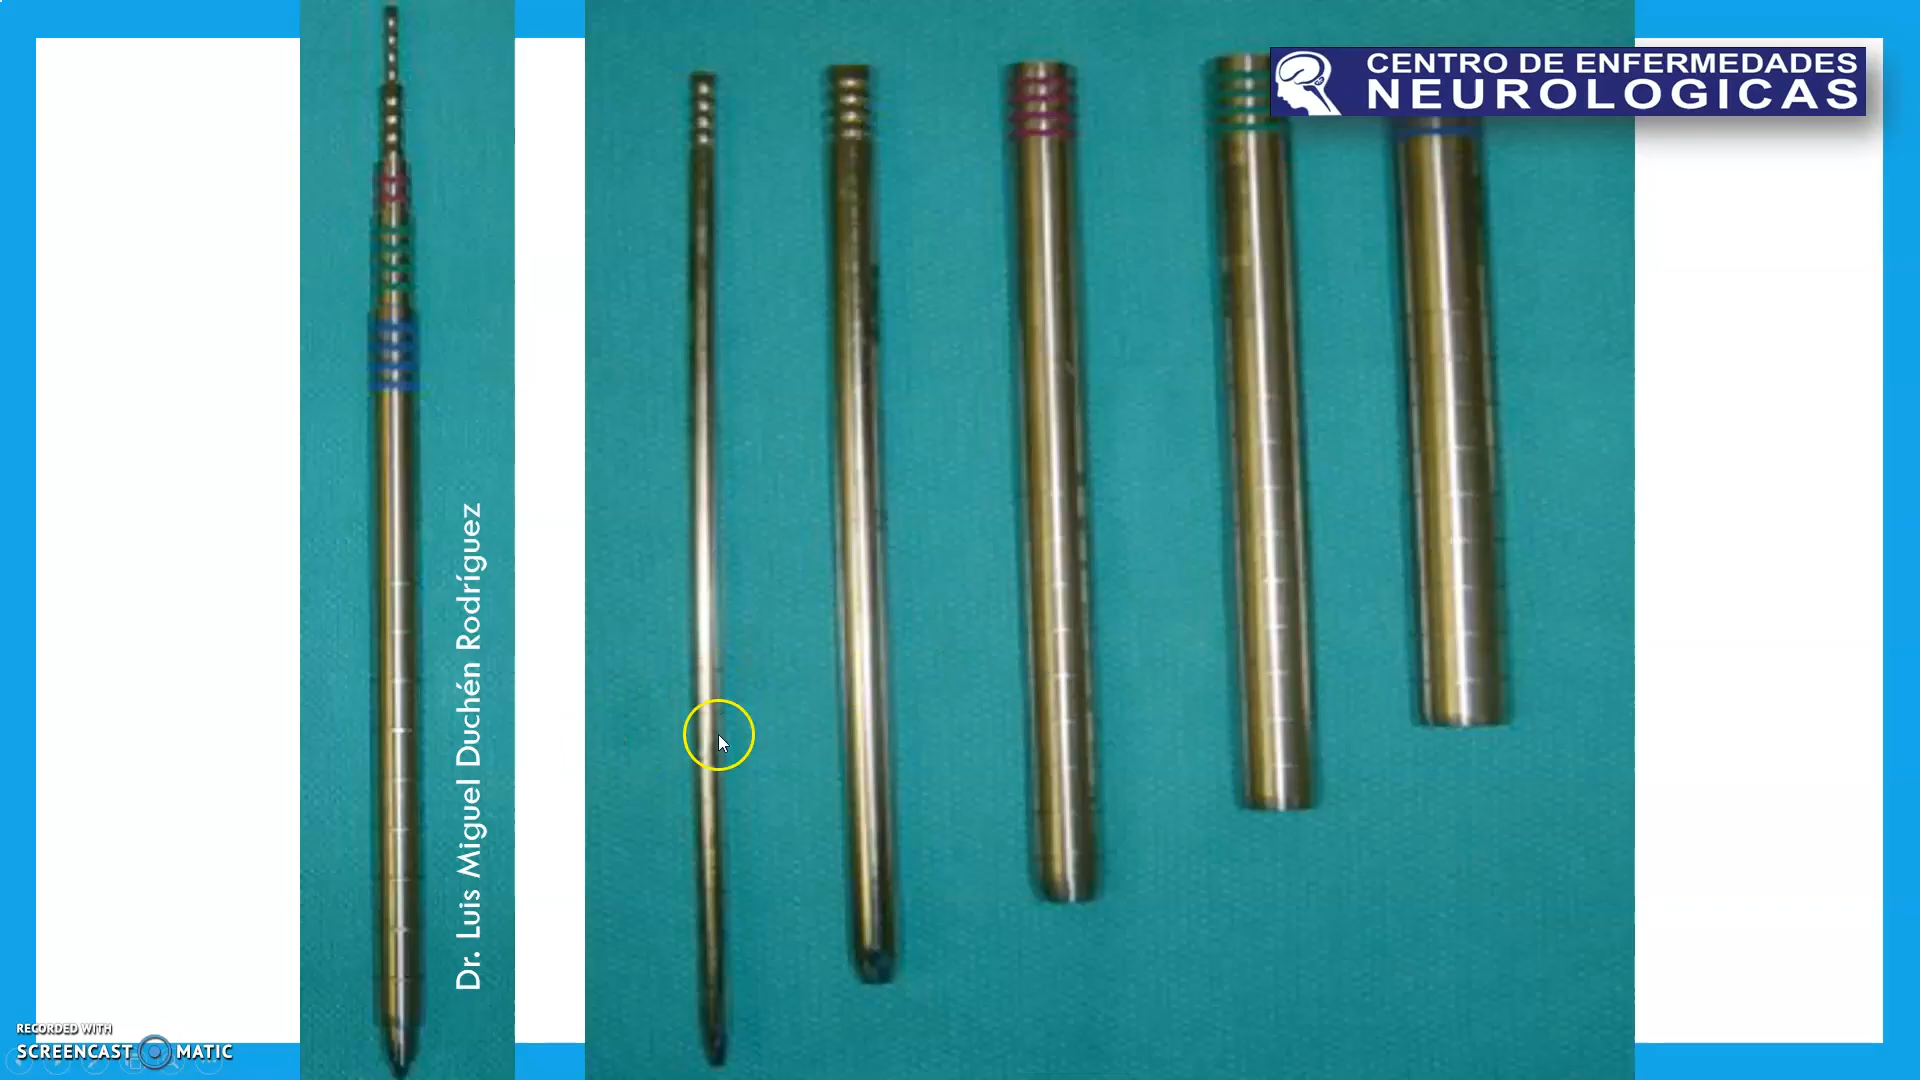 CENTRO DE ENFERMEDADES
NEUROLOGICAS
Dr. Luis Miguel Duchén Rodríguez
RECORDED WITH
SCREENCAST MATIC